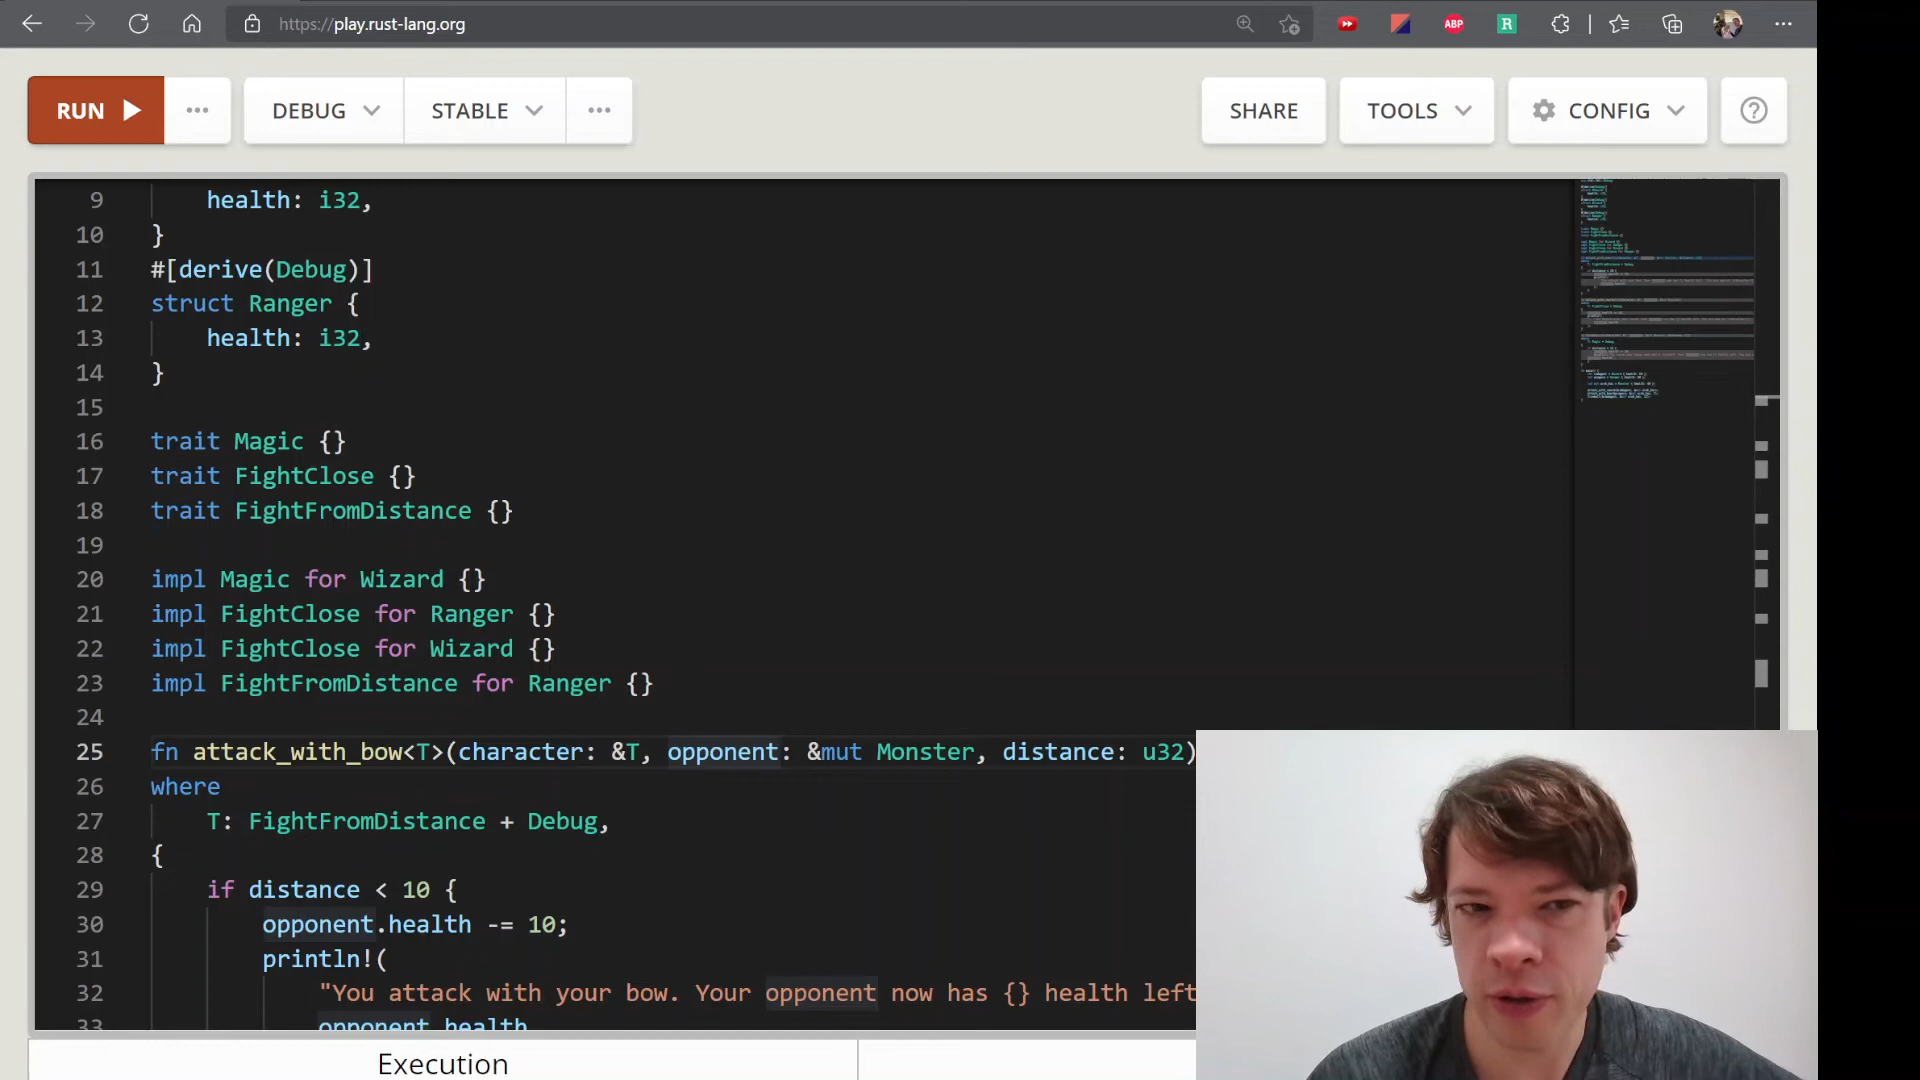 https://play.rust-lang.org
ABP
R
RUN
DEBUG
STABLE
SHARE
TOOLS
CONFIG
9 health: i32,
10 }
11 #[derive(Debug)]
12 struct Ranger {
13 health: i32,
14 }
15
16 trait Magic {}
17 trait FightClose {}
18 trait FightFromDistance {}
19
20 impl Magic for Wizard {}
21 impl FightClose for Ranger {}
22 impl FightClose for Wizard {}
23 impl FightFromDistance for Ranger {}
24
25 fn attack_with_bow<T>(character: &T, opponent: &mut Monster, distance: u32)
26 where
27 T: FightFromDistance + Debug,
28 {
29 if distance < 10 {
30 opponent.health -= 10;
31 println!(
32 "You attack with your bow. Your opponent now has {} health left
33 opponent.health
Execution